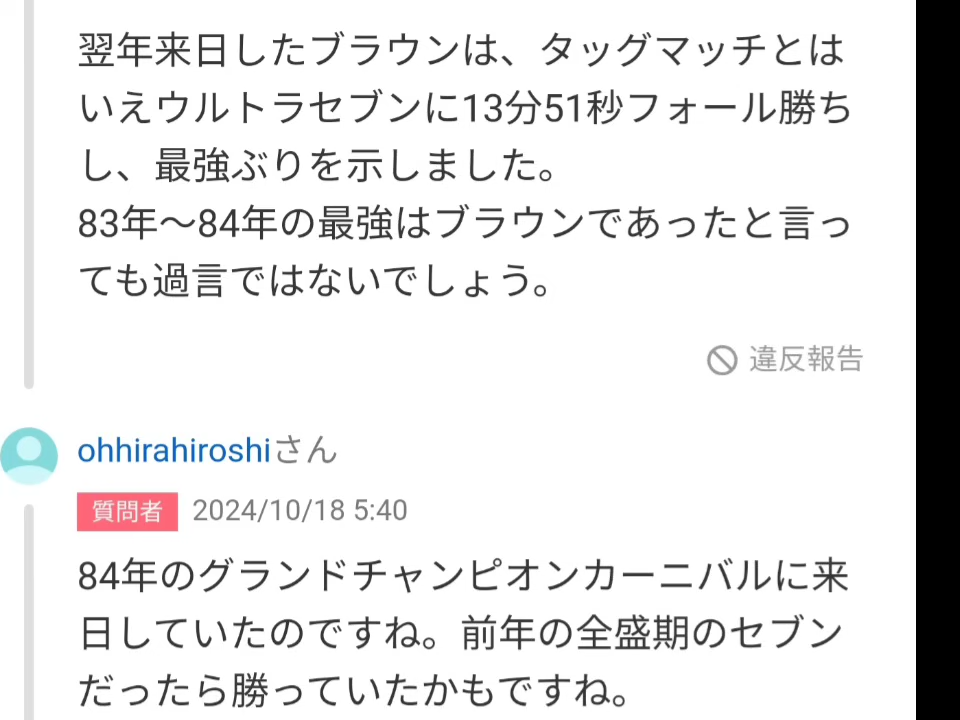 翌年来日したブラウンは、タッグマッチとは
いえウルトラセブンに13分51秒フォール勝ち
し、最強ぶりを示しました。
83年〜84年の最強はブラウンであったと言っ
ても過言ではないでしょう。
違反報告
ohhirahiroshiさん
質問者 2024/10/18 5:40
84年のグランドチャンピオンカーニバルに来
日していたのですね。前年の全盛期のセブン
だったら勝っていたかもですね。